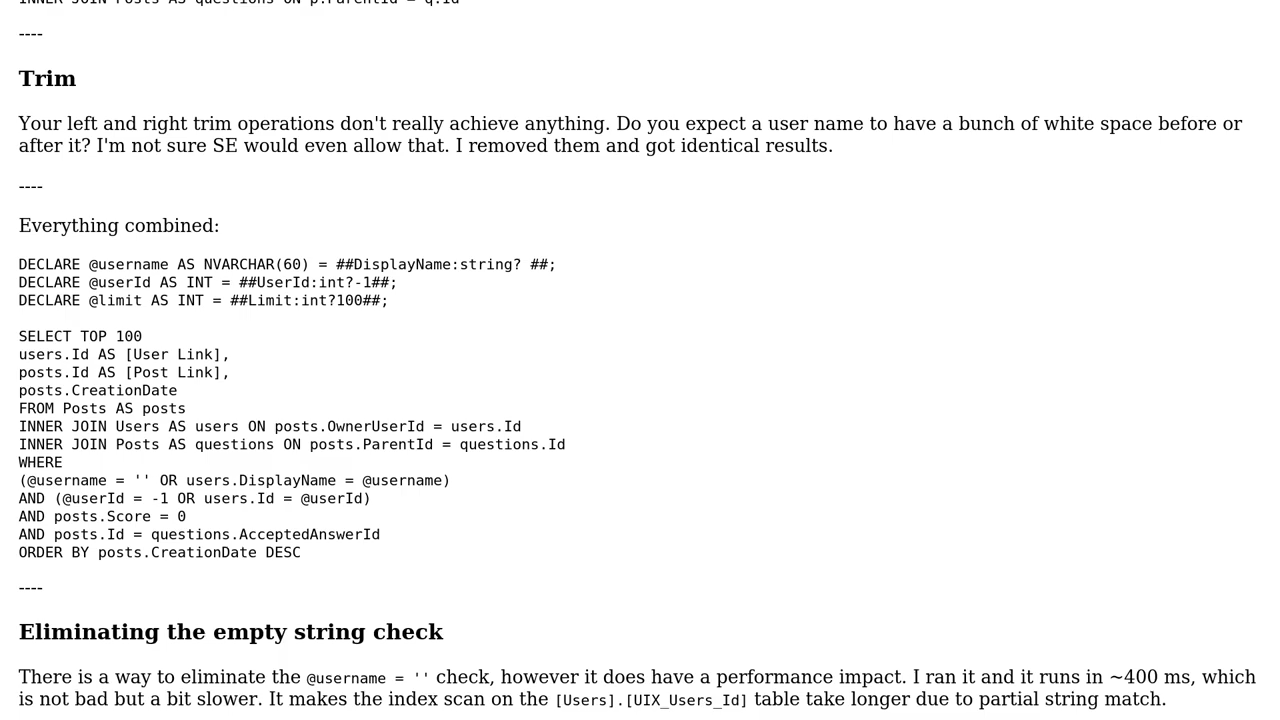 INNER JOIN Posts AS questions ON p.ParentId = q.Id
----
Trim
Your left and right trim operations don't really achieve anything. Do you expect a user name to have a bunch of white space before or
after it? I'm not sure SE would even allow that. I removed them and got identical results.
----
Everything combined:
DECLARE @username AS NVARCHAR(60) = ##DisplayName:string? ##;
DECLARE @userId AS INT = ##UserId:int?-1##;
DECLARE @limit AS INT = ##Limit:int?100##;
SELECT TOP 100
users.Id AS [User Link],
posts.Id AS [Post Link],
posts.CreationDate
FROM Posts AS posts
INNER JOIN Users AS users ON posts.OwnerUserId = users.Id
INNER JOIN Posts AS questions ON posts.ParentId = questions.Id
WHERE
(@username = '' OR users.DisplayName = @username)
AND (@userId = -1 OR users.Id = @userId)
AND posts.Score = 0
AND posts.Id = questions.AcceptedAnswerId
ORDER BY posts.CreationDate DESC
----
Eliminating the empty string check
There is a way to eliminate the @username = '' check, however it does have a performance impact. I ran it and it runs in ~400 ms, which
is not bad but a bit slower. It makes the index scan on the [Users].[UIX_Users_Id] table take longer due to partial string match.